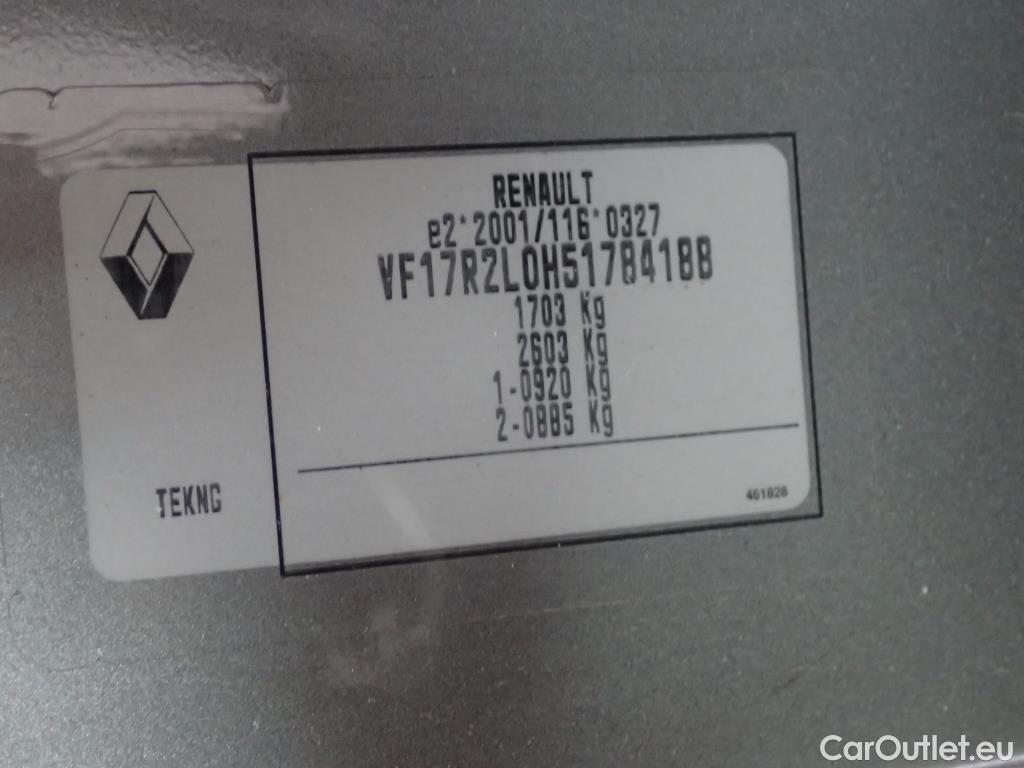 RENAULT
e2*2001/116*0327
VF17R2L0H51784188
1703 Kg
2603 Kg
1-0920 Kg
2-0885 Kg
TEKNG
461828
CarOutlet.eu